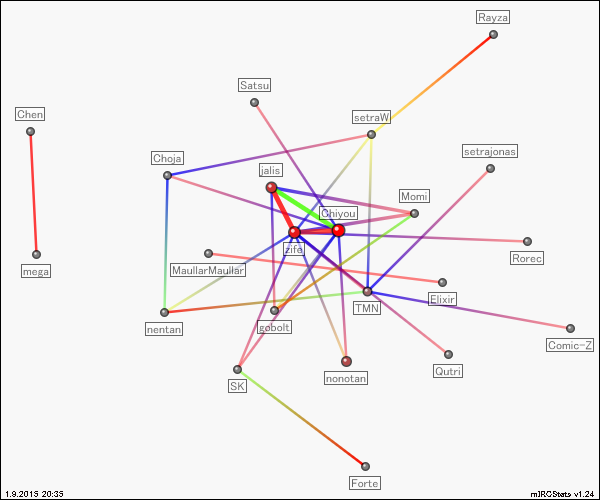 Rayza
Satsu
Chen
setraW
Choja
setrajonas
jalis
Momi
Chiyou
zife
Rorec
MaullarMaullar
mega
Elixir
TMN
nentan
gobolt
Comic-Z
Qutri
nonotan
SK
Forte
1.9.2015 20:35
mIRCStats v1.24